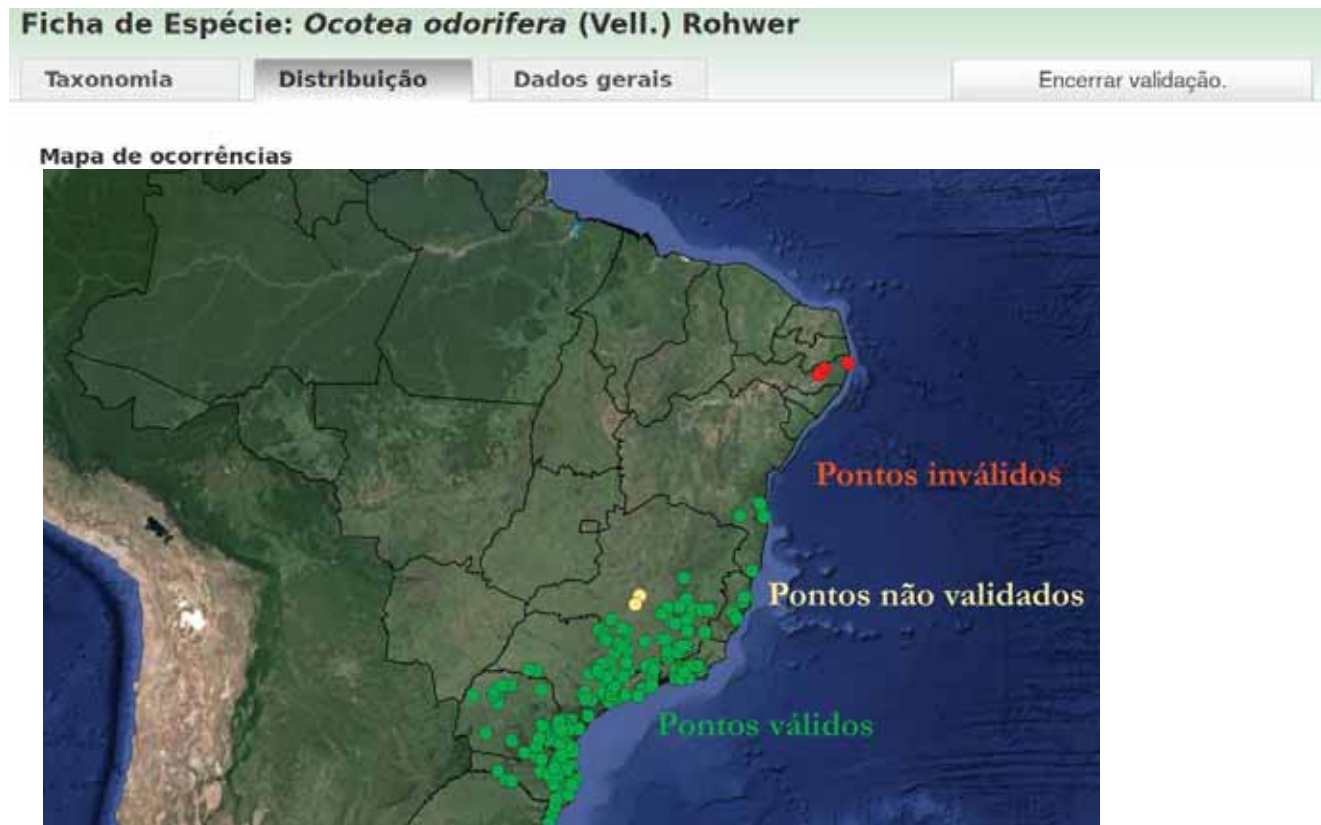 Ficha de Espécie: Ocotea odorifera (Vell.) Rohwer
Taxonomia Distribuição Dados gerais Encerrar validação.
Mapa de ocorrências
Pontos inválidos
Pontos não validados
Pontos válidos